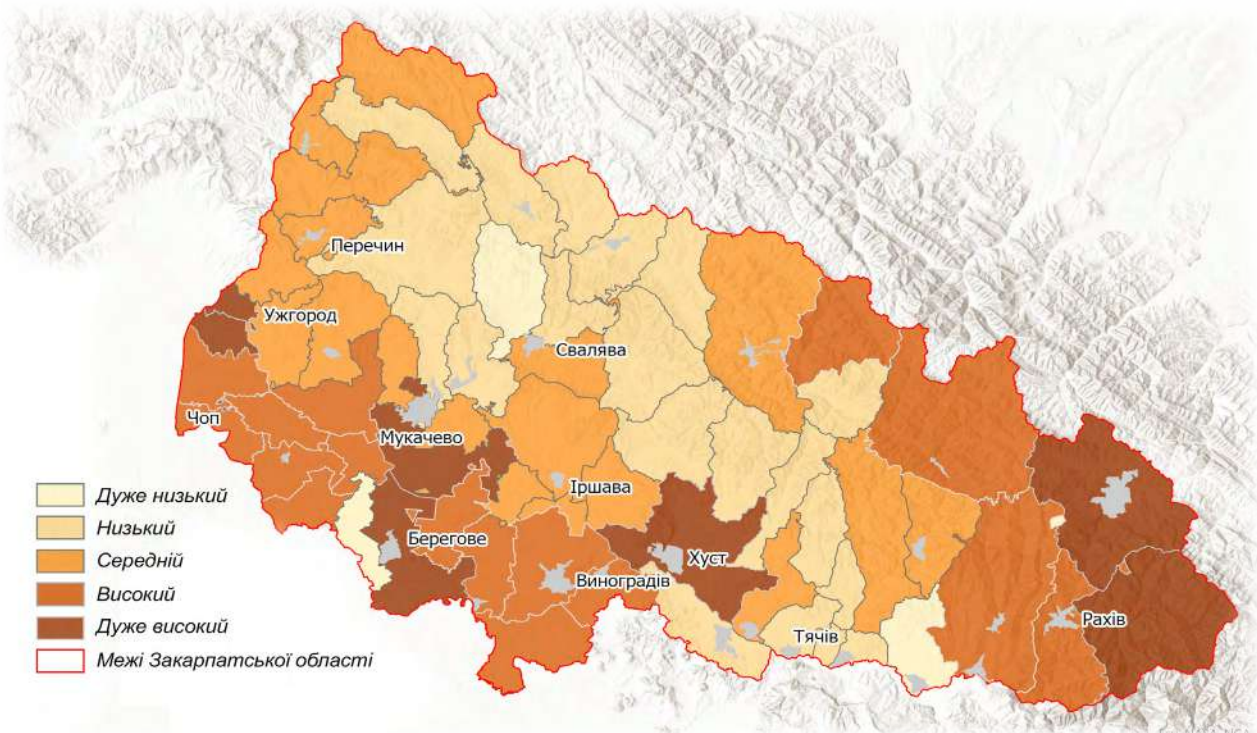 Перечин
Ужгород
Свалява
Чоп
Мукачево
Іршава
Берегове
Хуст
Виноградів
Рахів
Тячів
Дуже низький
Низький
Середній
Високий
Дуже високий
Межі Закарпатської області